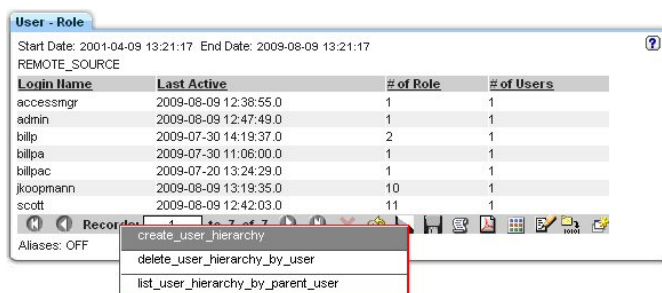 User - Role
Start Date: 2001-04-09 13:21:17 End Date: 2009-08-09 13:21:17
REMOTE_SOURCE
Login Name Last Active # of Role # of Users
accessmgr 2009-08-09 12:38:55.0 1 1
admin 2009-08-09 12:47:49.0 1 1
billp 2009-07-30 14:19:37.0 2 1
billpa 2009-07-30 11:06:00.0 1 1
billpac 2009-07-20 13:24:29.0 1 1
jkoopmann 2009-08-09 13:19:35.0 10 1
scott 2009-08-09 12:42:03.0 11 1
Records: 1 to 7 of 7
Aliases: OFF
create_user_hierarchy
delete_user_hierarchy_by_user
list_user_hierarchy_by_parent_user